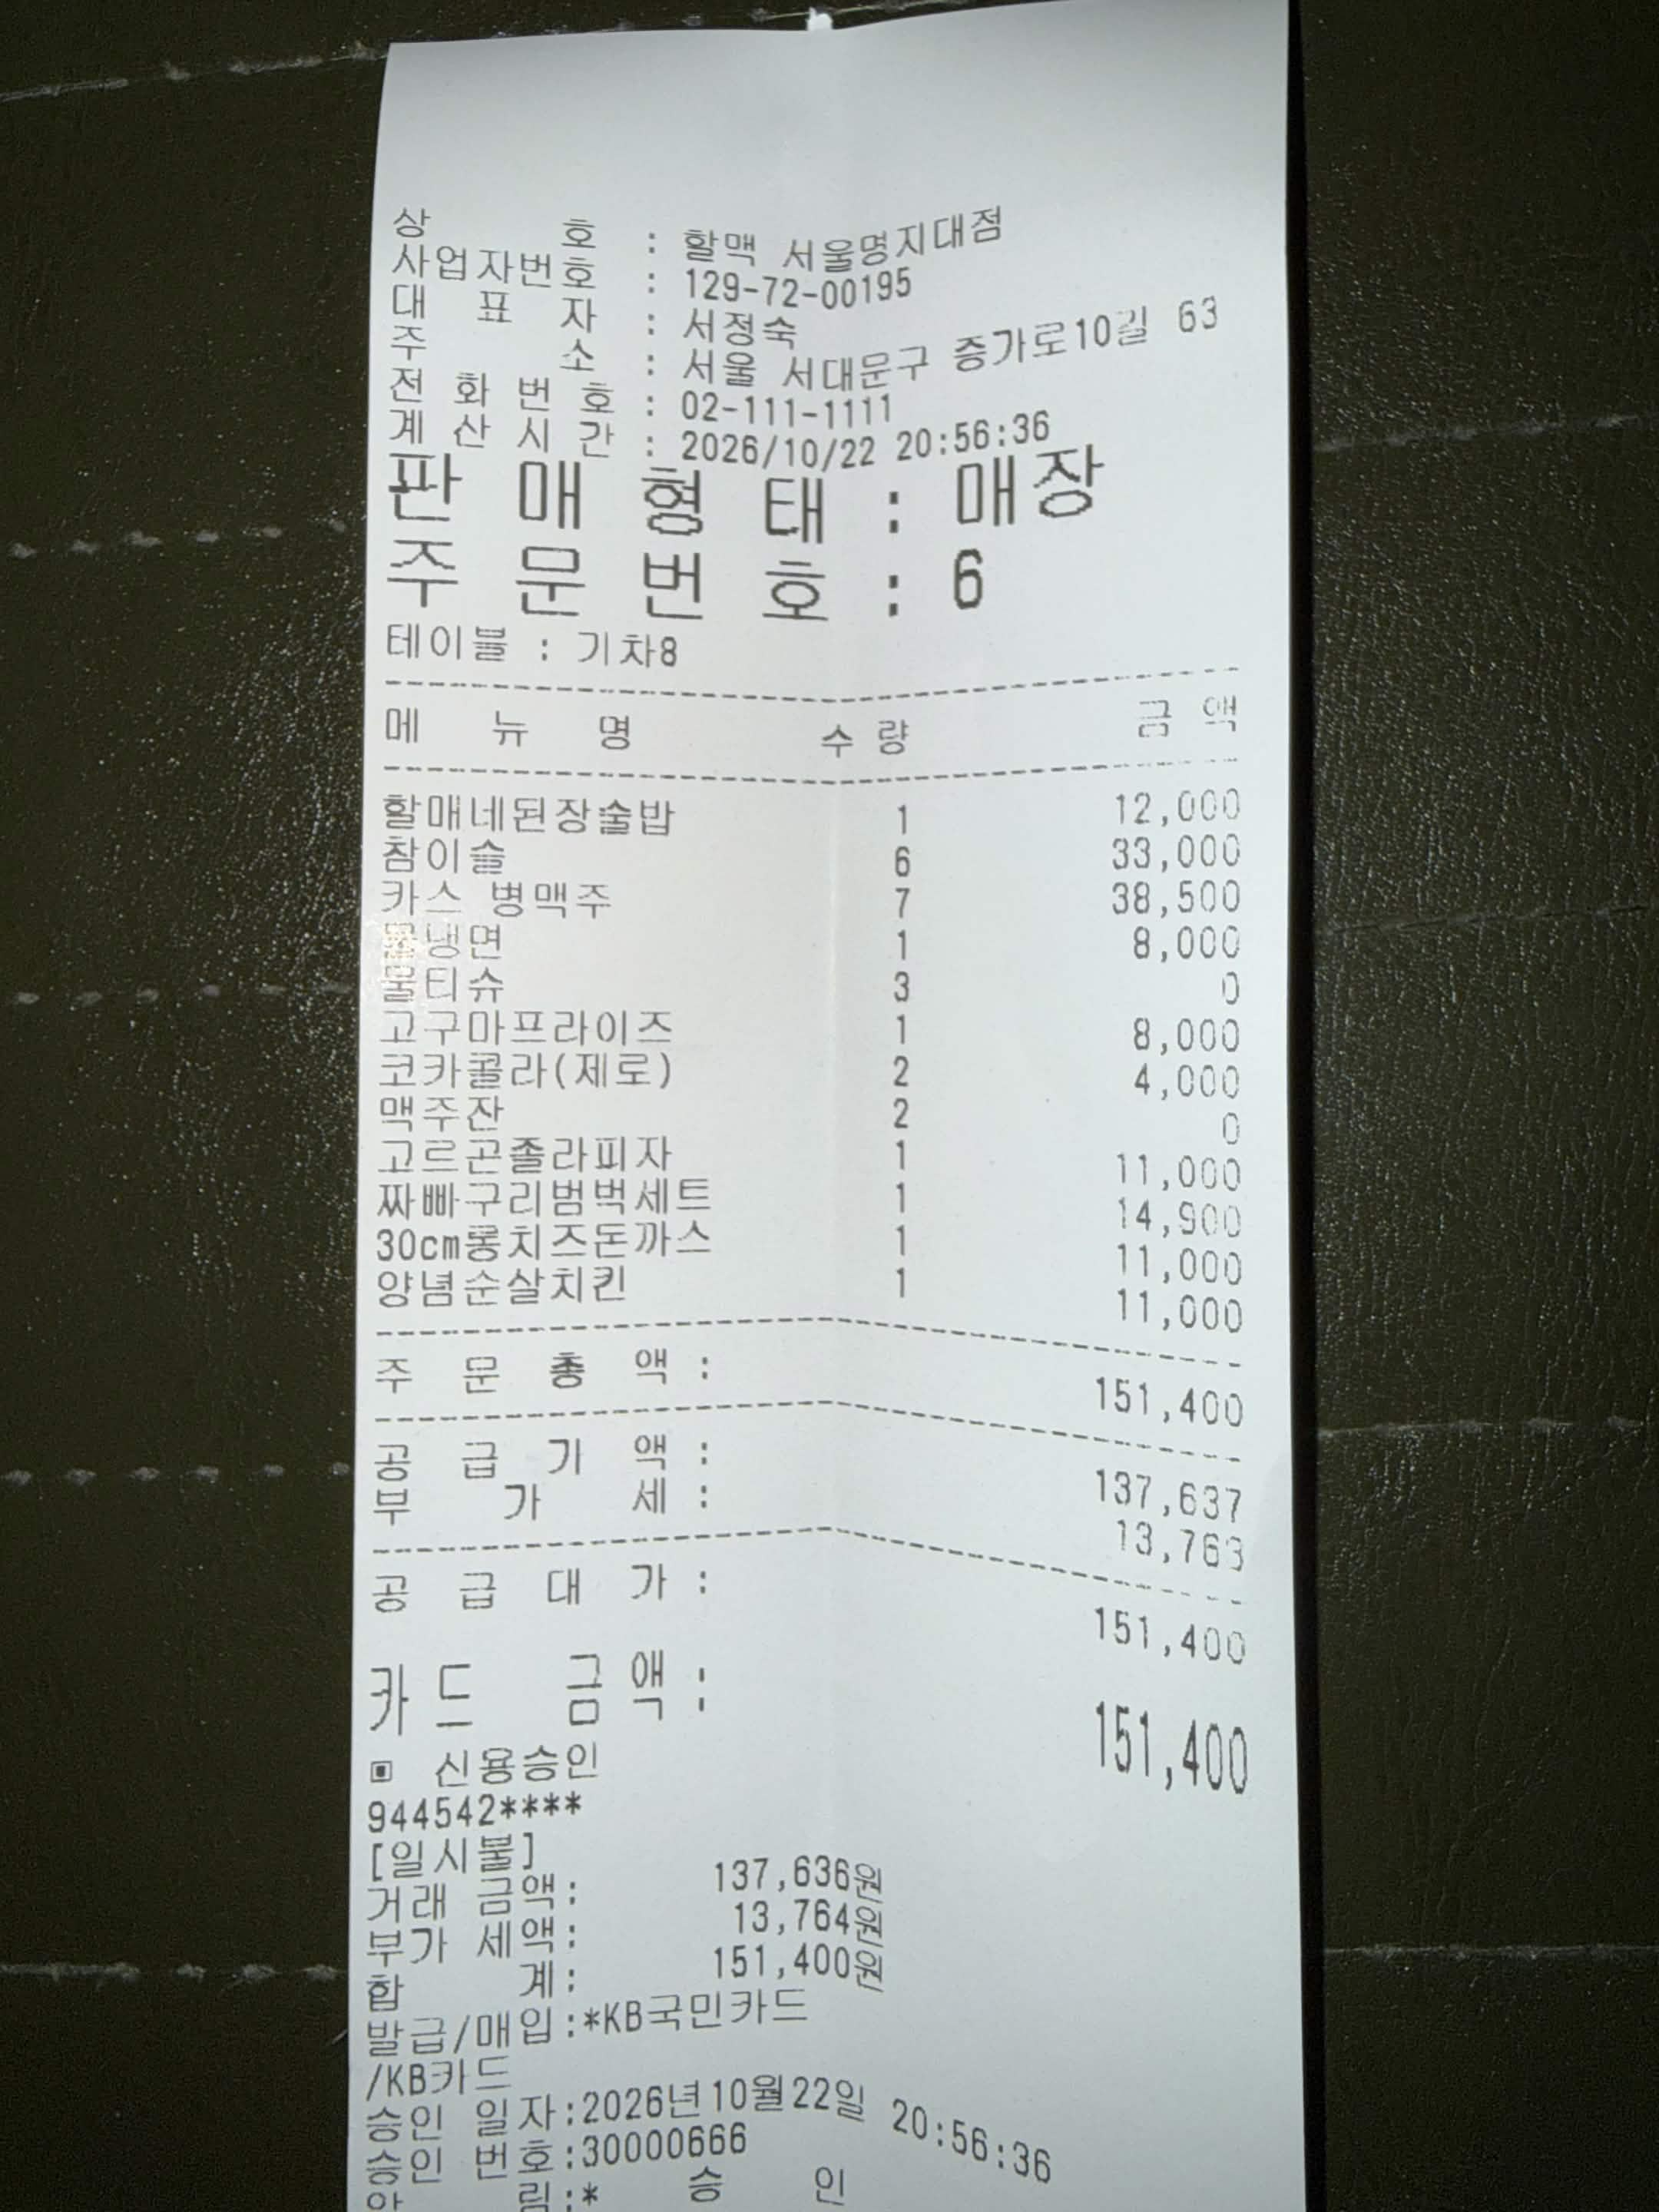 상 호 : 할맥 서울명지대점
사업자번호 : 129-72-00195
대 표 자 : 서정숙
주 소 : 서울 서대문구 증가로10길 63
전 화 번 호 : 02-111-1111
계 산 시 간 : 2026/10/22 20:56:36
판 매 형 태 : 매장
주 문 번 호 : 6
테이블 : 기차8
메 뉴 명 수 량 금 액
할매네된장술밥 1 12,000
참이슬 6 33,000
카스 병맥주 7 38,500
물냉면 1 8,000
물티슈 3 0
고구마프라이즈 1 8,000
코카콜라(제로) 2 4,000
맥주잔 2 0
고르곤졸라피자 1 11,000
짜빠구리범벅세트 1 14,900
30cm롱치즈돈까스 1 11,000
양념순살치킨 1 11,000
주 문 총 액 : 151,400
공 급 가 액 : 137,637
부 가 세 : 13,763
공 급 대 가 : 151,400
카드 금액 : 151,400
▣ 신용승인
944542****
[일시불]
거래 금액: 137,636원
부가 세액: 13,764원
합 계: 151,400원
발급/매입:*KB국민카드
/KB카드
승인 일자:2026년10월22일 20:56:36
승인 번호:30000666
알 림:* 승 인